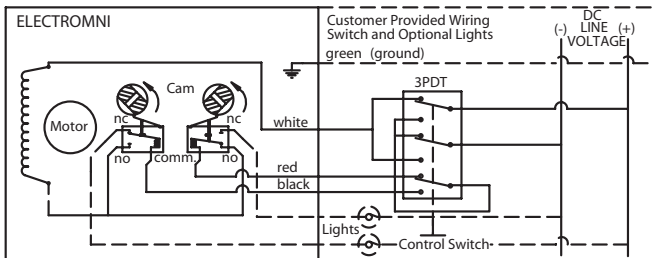 ELECTROMNI
Customer Provided Wiring
Switch and Optional Lights
green (ground)
DC
(-) LINE (+)
VOLTAGE
3PDT
Cam
nc
nc
Motor
white
no
comm.
no
red
black
Lights
Control Switch